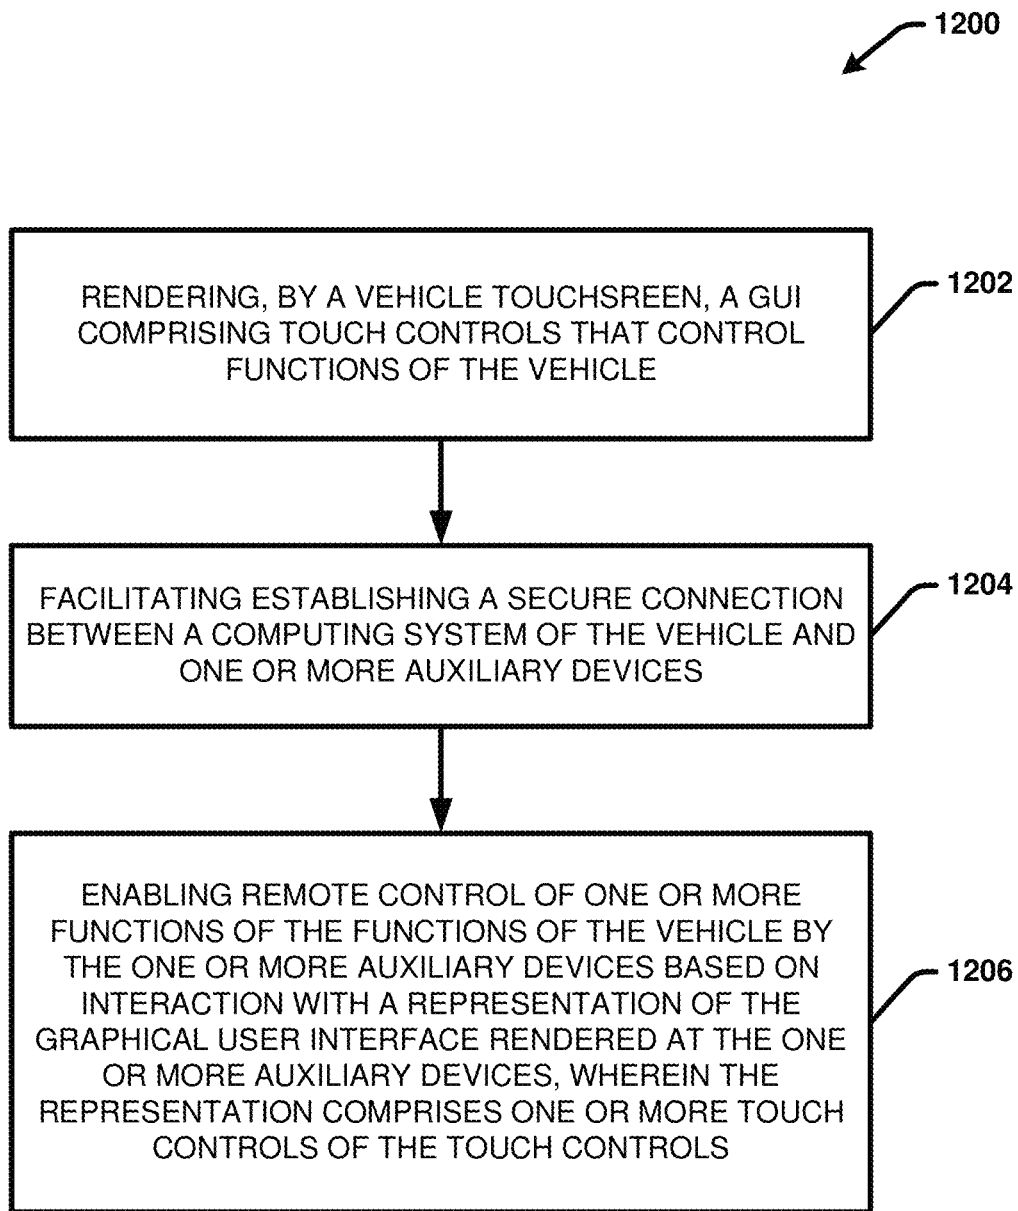 1200
RENDERING, BY A VEHICLE TOUCHSREEN, A GUI
COMPRISING TOUCH CONTROLS THAT CONTROL
FUNCTIONS OF THE VEHICLE
1202
FACILITATING ESTABLISHING A SECURE CONNECTION
BETWEEN A COMPUTING SYSTEM OF THE VEHICLE AND
ONE OR MORE AUXILIARY DEVICES
1204
ENABLING REMOTE CONTROL OF ONE OR MORE
FUNCTIONS OF THE FUNCTIONS OF THE VEHICLE BY
THE ONE OR MORE AUXILIARY DEVICES BASED ON
INTERACTION WITH A REPRESENTATION OF THE
GRAPHICAL USER INTERFACE RENDERED AT THE ONE
OR MORE AUXILIARY DEVICES, WHEREIN THE
REPRESENTATION COMPRISES ONE OR MORE TOUCH
CONTROLS OF THE TOUCH CONTROLS
1206